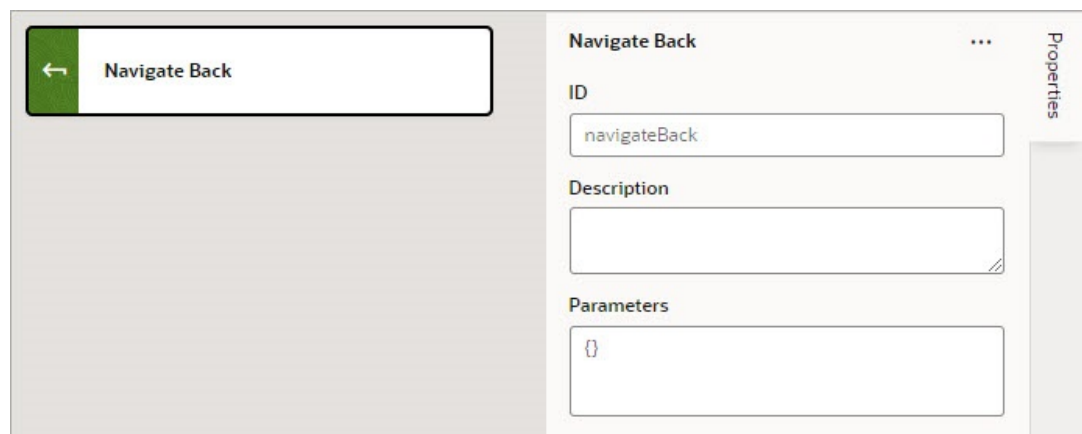 Navigate Back
Navigate Back
...
ID
navigateBack
Description
Parameters
{}
Properties